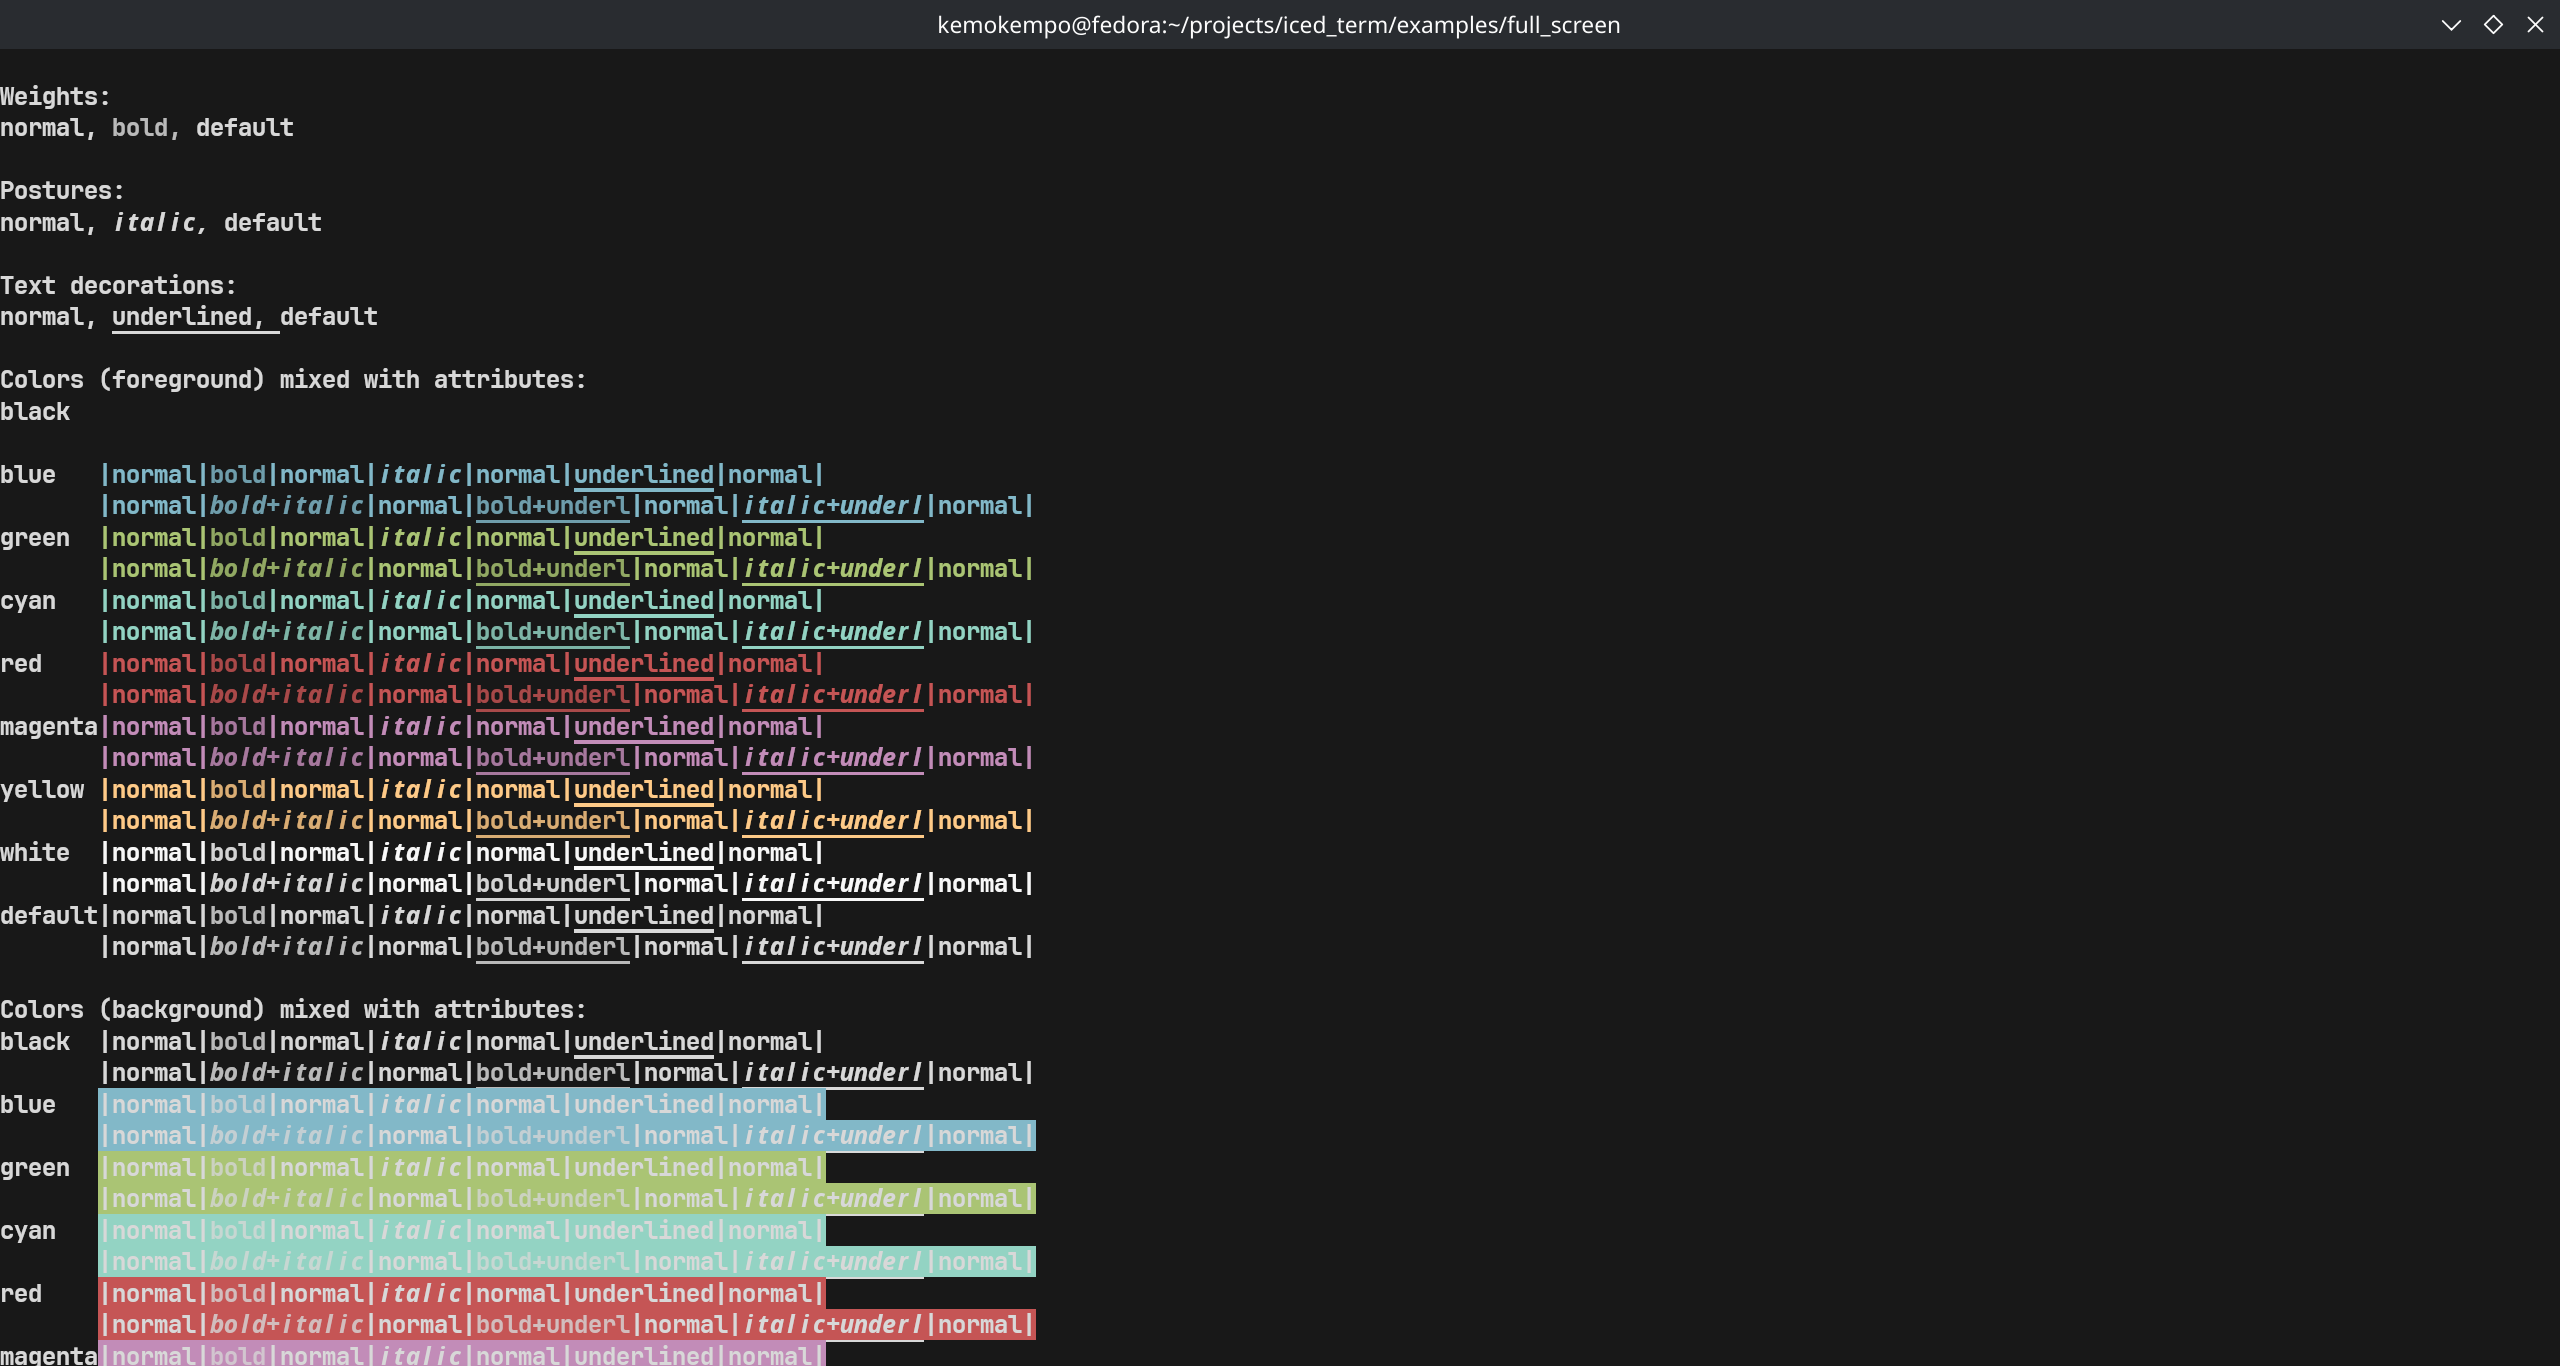 kemokempo@fedora:~/projects/iced_term/examples/full_screen
Weights:
normal, bold, default
Postures:
normal, italic, default
Text decorations:
normal, underlined, default
Colors (foreground) mixed with attributes:
black
blue   |normal|bold|normal|italic|normal|underlined|normal|
       |normal|bold+italic|normal|bold+underl|normal|italic+underl|normal|
green  |normal|bold|normal|italic|normal|underlined|normal|
       |normal|bold+italic|normal|bold+underl|normal|italic+underl|normal|
cyan   |normal|bold|normal|italic|normal|underlined|normal|
       |normal|bold+italic|normal|bold+underl|normal|italic+underl|normal|
red    |normal|bold|normal|italic|normal|underlined|normal|
       |normal|bold+italic|normal|bold+underl|normal|italic+underl|normal|
magenta|normal|bold|normal|italic|normal|underlined|normal|
       |normal|bold+italic|normal|bold+underl|normal|italic+underl|normal|
yellow |normal|bold|normal|italic|normal|underlined|normal|
       |normal|bold+italic|normal|bold+underl|normal|italic+underl|normal|
white  |normal|bold|normal|italic|normal|underlined|normal|
       |normal|bold+italic|normal|bold+underl|normal|italic+underl|normal|
default|normal|bold|normal|italic|normal|underlined|normal|
       |normal|bold+italic|normal|bold+underl|normal|italic+underl|normal|
Colors (background) mixed with attributes:
black  |normal|bold|normal|italic|normal|underlined|normal|
       |normal|bold+italic|normal|bold+underl|normal|italic+underl|normal|
blue   |normal|bold|normal|italic|normal|underlined|normal|
       |normal|bold+italic|normal|bold+underl|normal|italic+underl|normal|
green  |normal|bold|normal|italic|normal|underlined|normal|
       |normal|bold+italic|normal|bold+underl|normal|italic+underl|normal|
cyan   |normal|bold|normal|italic|normal|underlined|normal|
       |normal|bold+italic|normal|bold+underl|normal|italic+underl|normal|
red    |normal|bold|normal|italic|normal|underlined|normal|
       |normal|bold+italic|normal|bold+underl|normal|italic+underl|normal|
magenta|normal|bold|normal|italic|normal|underlined|normal|